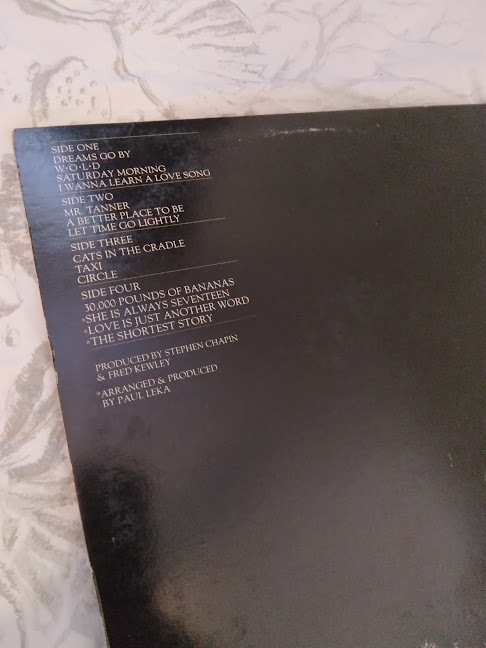 SIDE ONE
DREAMS GO BY
W·O·L·D
SATURDAY MORNING
I WANNA LEARN A LOVE SONG
SIDE TWO
MR. TANNER
A BETTER PLACE TO BE
LET TIME GO LIGHTLY
SIDE THREE
CATS IN THE CRADLE
TAXI
CIRCLE
SIDE FOUR
30,000 POUNDS OF BANANAS
*SHE IS ALWAYS SEVENTEEN
*LOVE IS JUST ANOTHER WORD
*THE SHORTEST STORY
PRODUCED BY STEPHEN CHAPIN
& FRED KEWLEY
*ARRANGED & PRODUCED
BY PAUL LEKA